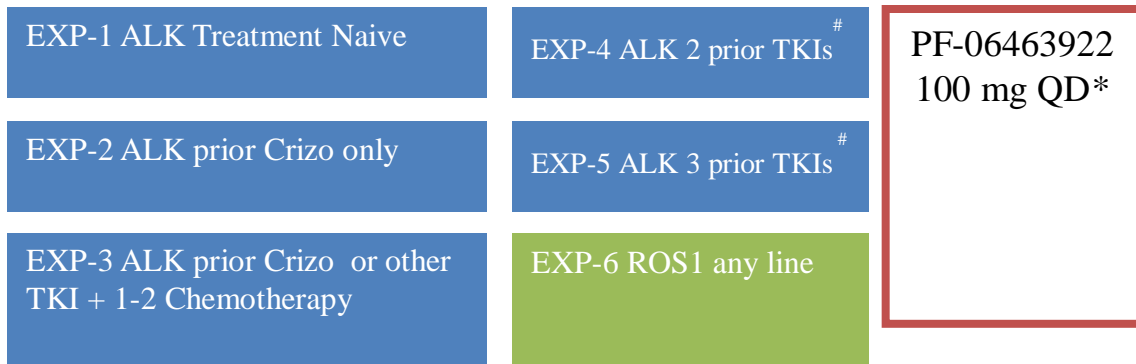 EXP-1 ALK Treatment Naive
EXP-2 ALK prior Crizo only
EXP-3 ALK prior Crizo or other
TKI + 1-2 Chemotherapy
EXP-4 ALK 2 prior TKIs#
EXP-5 ALK 3 prior TKIs#
EXP-6 ROS1 any line
PF-06463922
100 mg QD*